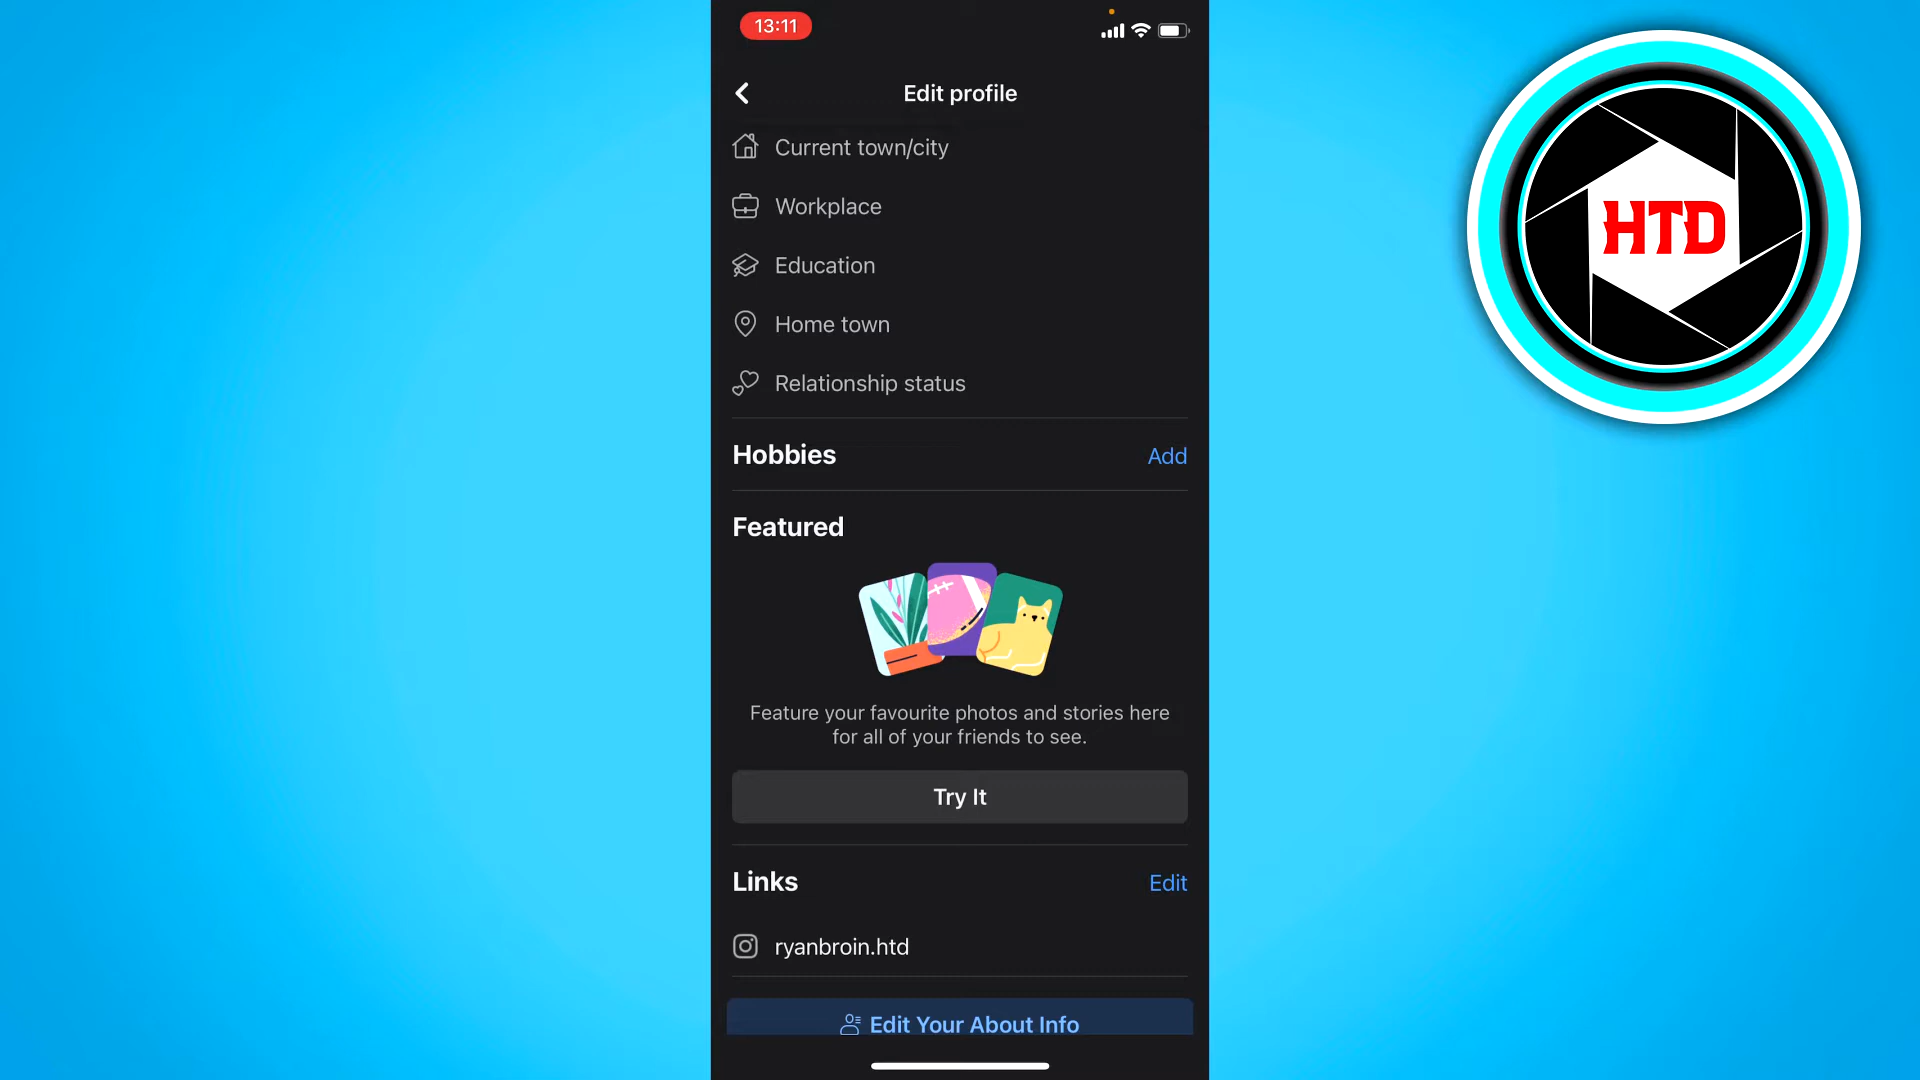 13:11
Edit profile
Current town/city
Workplace
Education
Home town
Relationship status
Hobbies
Add
Featured
Feature your favourite photos and stories here
for all of your friends to see.
Try It
Links
Edit
ryanbroin.htd
Edit Your About Info
HTD